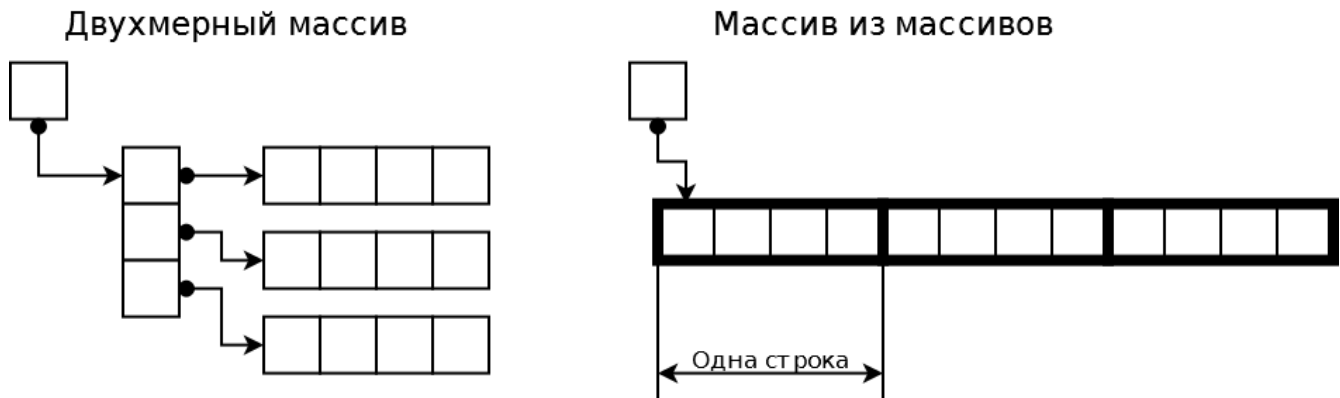 Двухмерный массив
Массив из массивов
Одна строка